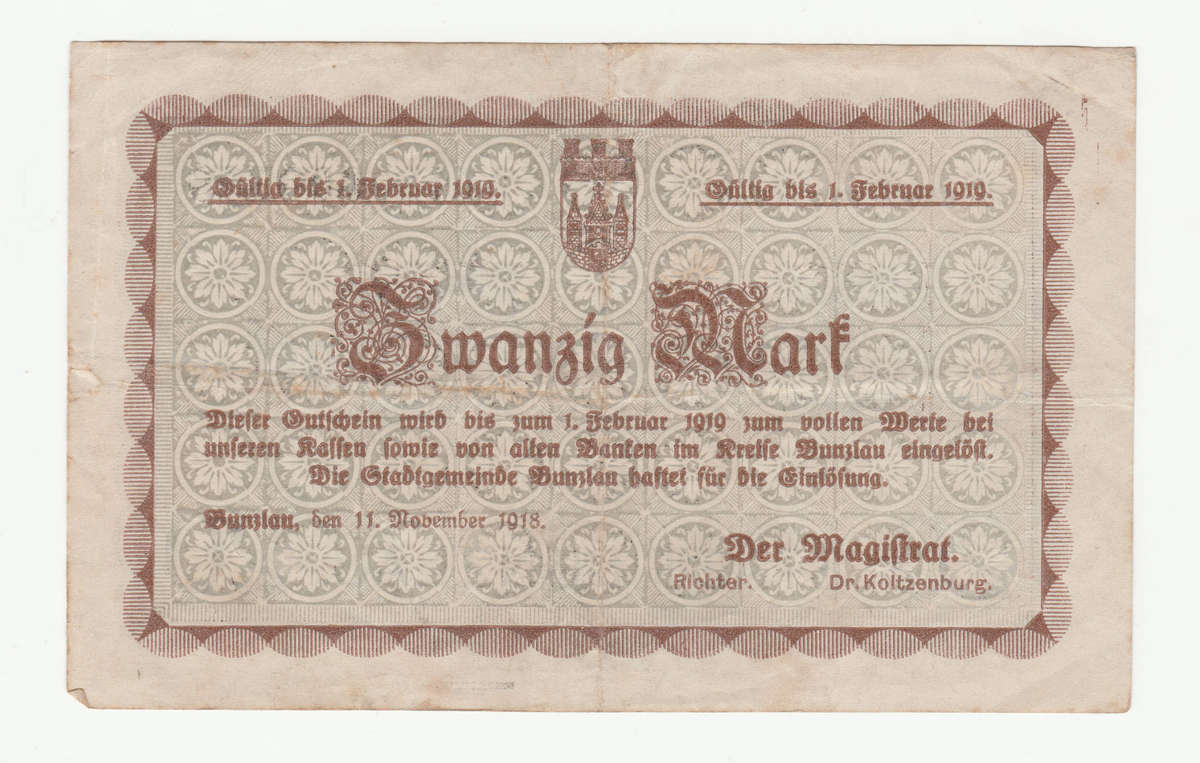 Gültig bis 1. Februar 1919. Gültig bis 1. Februar 1919.
Zwanzig Mark
Dieser Gutschein wird bis zum 1. Februar 1919 zum vollen Werte bei
unseren Kasse, sowie von allen Banken im Kreise Bunzlau eingelöst.
Die Stadtgemeinde Bunzlau haftet für die Einlösung.
Bunzlau, den 1. November 1918.
Der Magistrat.
Richter. Dr. Koltzenburg.